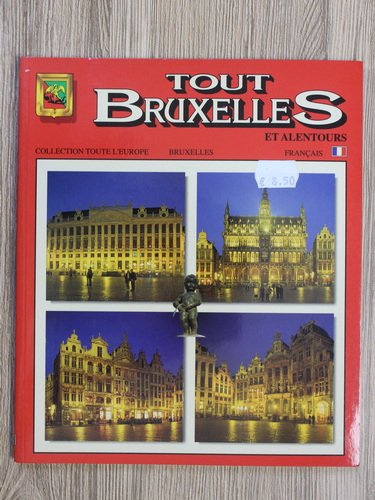 TOUT
BRUXELLES
ET ALENTOURS
COLLECTION TOUTE L'EUROPE BRUXELLES FRANÇAIS
€ 8.50